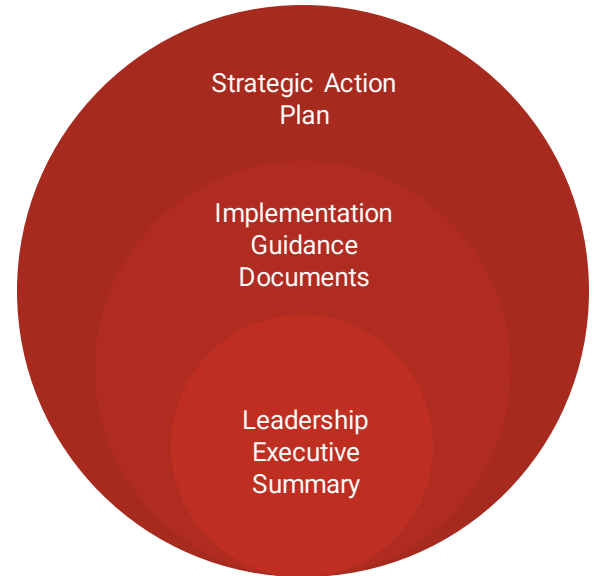 Strategic Action
Plan
Implementation
Guidance
Documents
Leadership
Executive
Summary